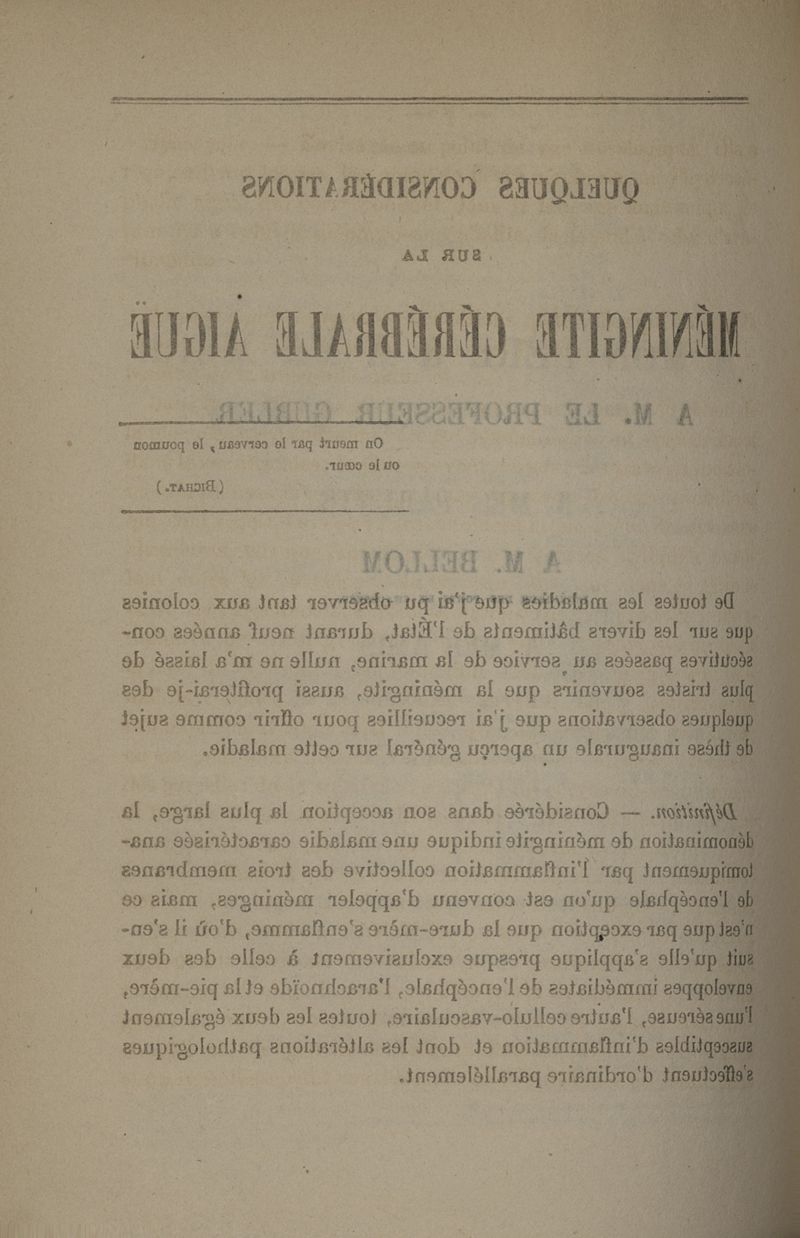 QUELQUES CONSIDÉRATIONS
SUR LA
MÉNINGITE CÉRÉBRALE AIGUË
A M. LE PROFESSEUR GUBLER
On meurt par le cerveau, le poumon
ou le cœur.
(BICHAT.)
A M. BELLOM
De toutes les maladies que j'ai pu observer tant aux colonies
que sur les divers bâtiments de l'État, durant neuf années con-
sécutives passées au service de la marine, nulle ne m'a laissé de
plus tristes souvenirs que la méningite, aussi préférerai-je des
quelques observations que j'ai recueillies pour offrir comme sujet
de thèse inaugurale un aperçu général sur cette maladie.
Définition. — Considérée dans son acception la plus large, la
dénomination de méningite indique une maladie caractérisée ana-
tomiquement par l'inflammation collective des trois membranes
de l'encéphale qu'on est convenu d'appeler méninges, mais ce
n'est que par exception que la dure-mère s'enflamme, d'où il s'en-
suit qu'elle s'applique presque exclusivement à celle des deux
enveloppes immédiates de l'encéphale, l'arachnoïde et la pie-mère,
l'une séreuse, l'autre cellulo-vasculaire, toutes les deux également
susceptibles d'inflammation et dont les altérations pathologiques
s'effectuent d'ordinaire parallèlement.